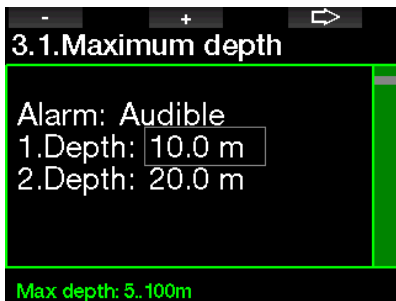 - +
3.1.Maximum depth
Alarm: Audible
1.Depth: 10.0 m
2.Depth: 20.0 m
Max depth: 5..100m